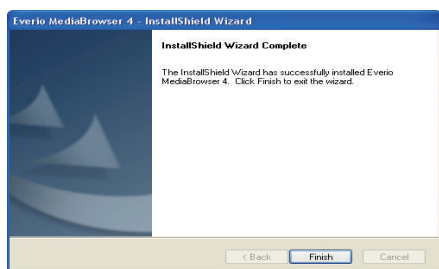 Everio MediaBrowser 4 - InstallShield Wizard
InstallShield Wizard Complete
The InstallShield Wizard has successfully installed Everio
MediaBrowser 4. Click Finish to exit the wizard.
< Back Finish Cancel